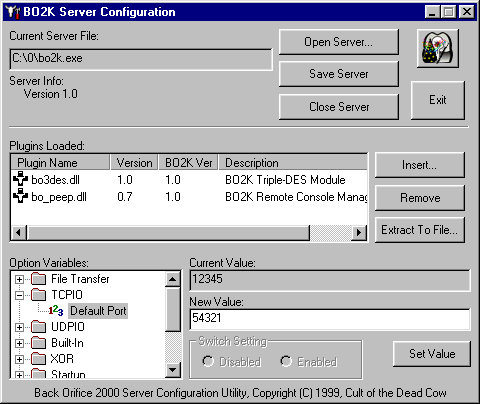 BO2K Server Configuration
Current Server File:
C:\0\bo2k.exe
Server Info:
Version 1.0
Open Server...
Save Server
Close Server
Exit
Plugins Loaded:
Plugin Name Version BO2K Ver Description
bo3des.dll 1.0 1.0 BO2K Triple-DES Module
bo_peep.dll 0.7 1.0 BO2K Remote Console Manag
Insert...
Remove
Extract To File...
Option Variables:
File Transfer
TCPIO
123 Default Port
UDPIO
Built-In
XOR
Startup
Current Value:
12345
New Value:
54321
Switch Setting
Disabled Enabled
Set Value
Back Orifice 2000 Server Configuration Utility, Copyright (C) 1999, Cult of the Dead Cow